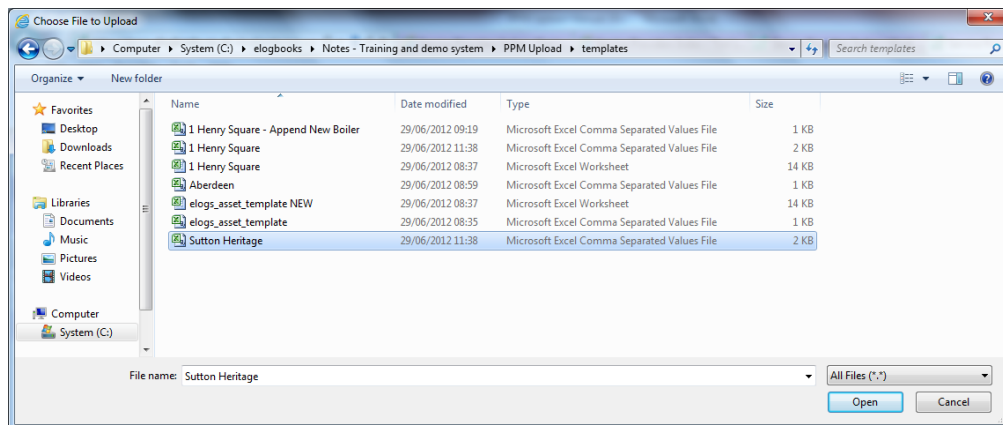 Choose File to Upload
Computer System (C:) elogbooks Notes - Training and demo system PPM Upload templates Search templates
Organize New folder
Name Date modified Type Size
Favorites
Desktop
Downloads
Recent Places
Libraries
Documents
Music
Pictures
Videos
Computer
System (C:)
1 Henry Square - Append New Boiler 29/06/2012 09:19 Microsoft Excel Comma Separated Values File 1 KB
1 Henry Square 29/06/2012 11:38 Microsoft Excel Comma Separated Values File 2 KB
1 Henry Square 29/06/2012 08:37 Microsoft Excel Worksheet 14 KB
Aberdeen 29/06/2012 08:59 Microsoft Excel Comma Separated Values File 1 KB
elogs_asset_template NEW 29/06/2012 08:37 Microsoft Excel Worksheet 14 KB
elogs_asset_template 29/06/2012 08:35 Microsoft Excel Comma Separated Values File 1 KB
Sutton Heritage 29/06/2012 11:38 Microsoft Excel Comma Separated Values File 2 KB
File name: Sutton Heritage All Files (*.*)
Open Cancel